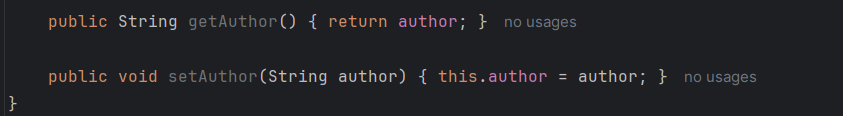 public String getAuthor() { return author; } no usages
public void setAuthor(String author) { this.author = author; } no usages
}